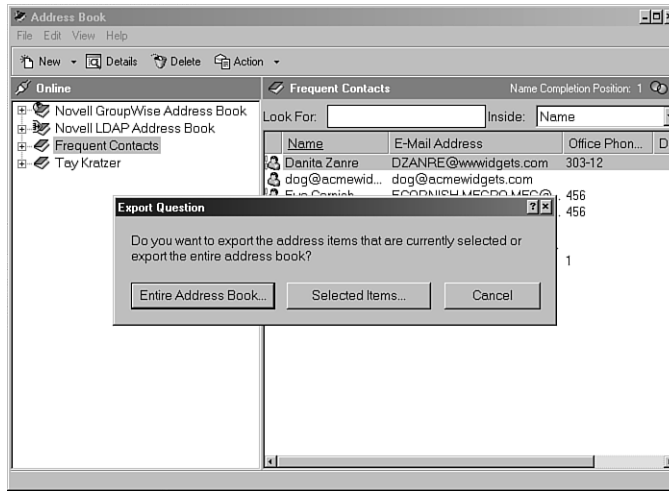 Address Book
File Edit View Help
New Details Delete Action
Online
Frequent Contacts Name Completion Position: 1
Novell GroupWise Address Book
Novell LDAP Address Book
Frequent Contacts
Tay Kratzer
Look For: Inside: Name
Name E-Mail Address Office Phon... D
Danita Zanre DZANRE@wwwidgets.com 303-12
dog@acmewid... dog@acmewidgets.com
456
456
1
Export Question
Do you want to export the address items that are currently selected or
export the entire address book?
Entire Address Book... Selected Items... Cancel